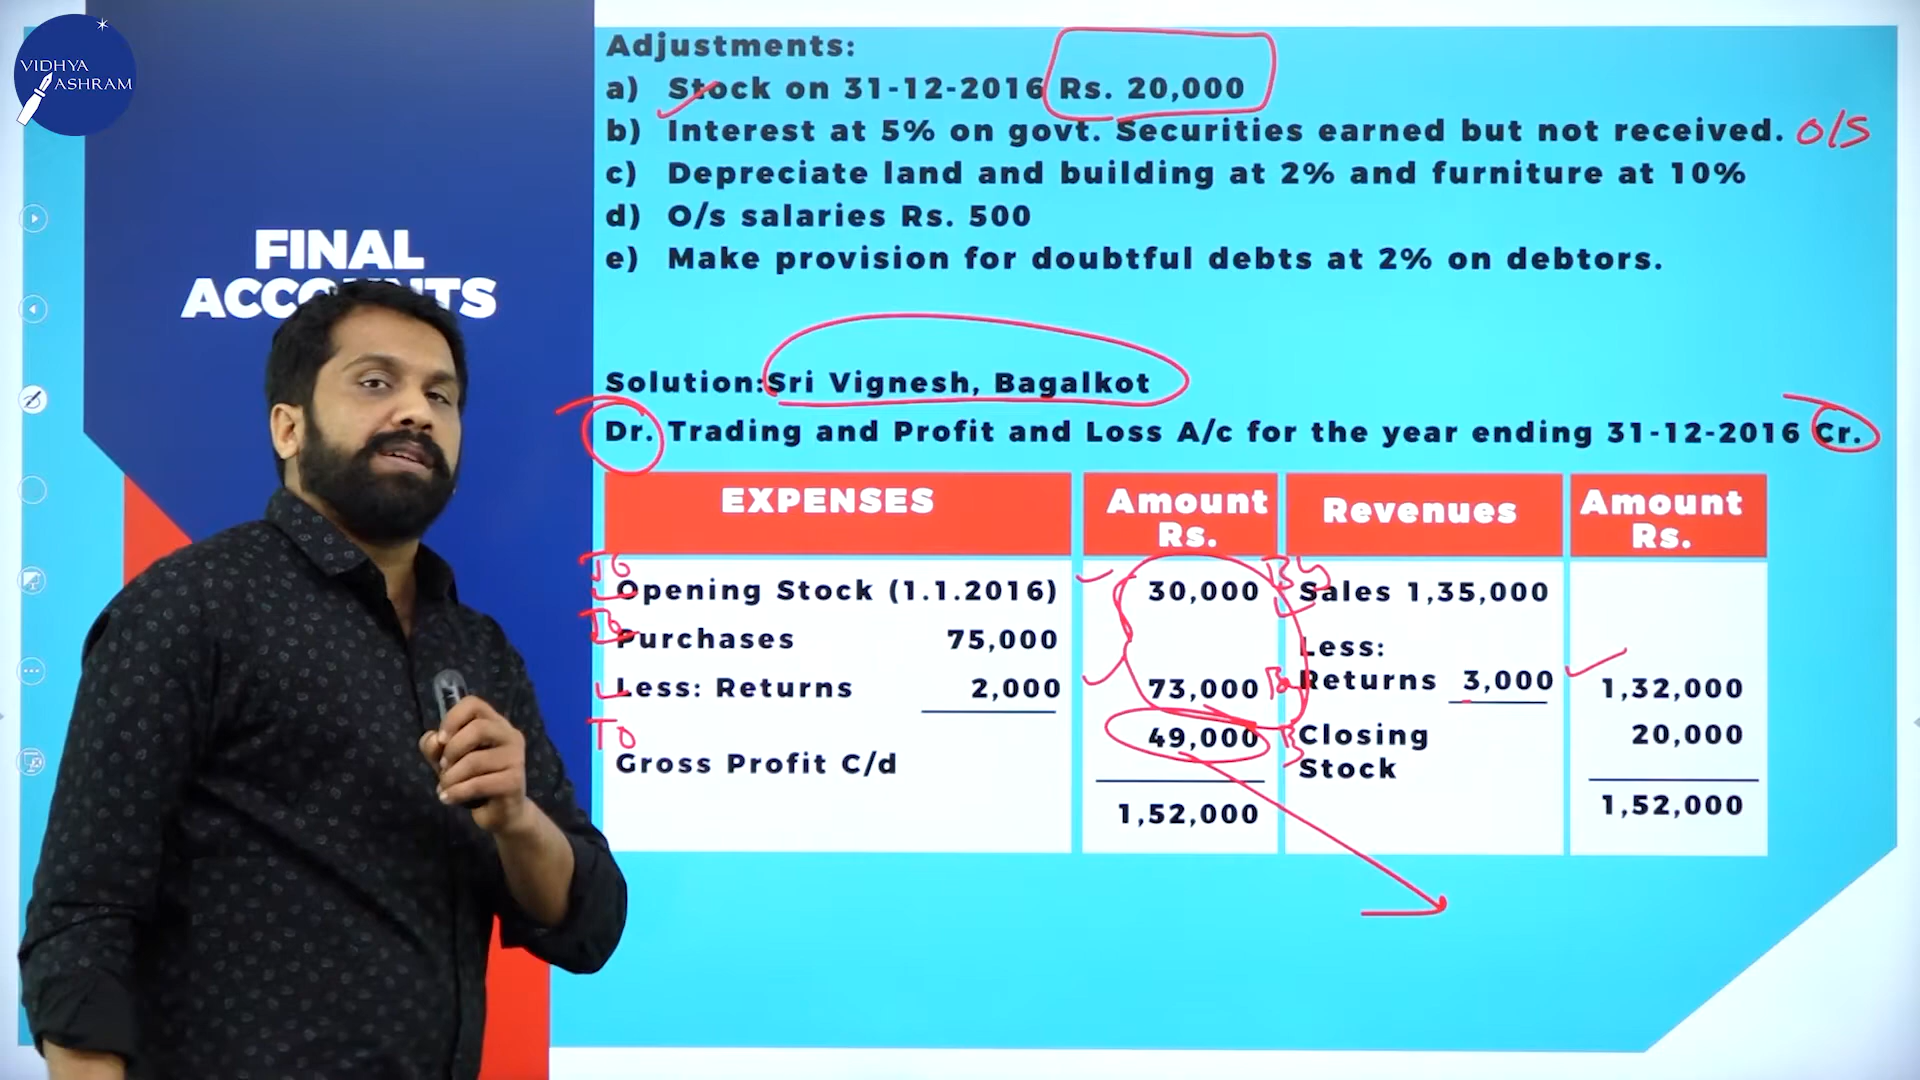 VIDHYA
ASHRAM
FINAL
ACCOUNTS
Adjustments:
a) Stock on 31-12-2016 Rs. 20,000
b) Interest at 5% on govt. Securities earned but not received. O/S
c) Depreciate land and building at 2% and furniture at 10%
d) O/s salaries Rs. 500
e) Make provision for doubtful debts at 2% on debtors.
Solution:Sri Vignesh, Bagalkot
Dr. Trading and Profit and Loss A/c for the year ending 31-12-2016 Cr.
EXPENSES Amount Rs. Revenues Amount Rs.
To Opening Stock (1.1.2016) 30,000 By Sales 1,35,000
To Purchases 75,000 Less:
Less: Returns 2,000 73,000 Returns 3,000 1,32,000
To 49,000 By Closing 20,000
Gross Profit C/d Stock
1,52,000 1,52,000